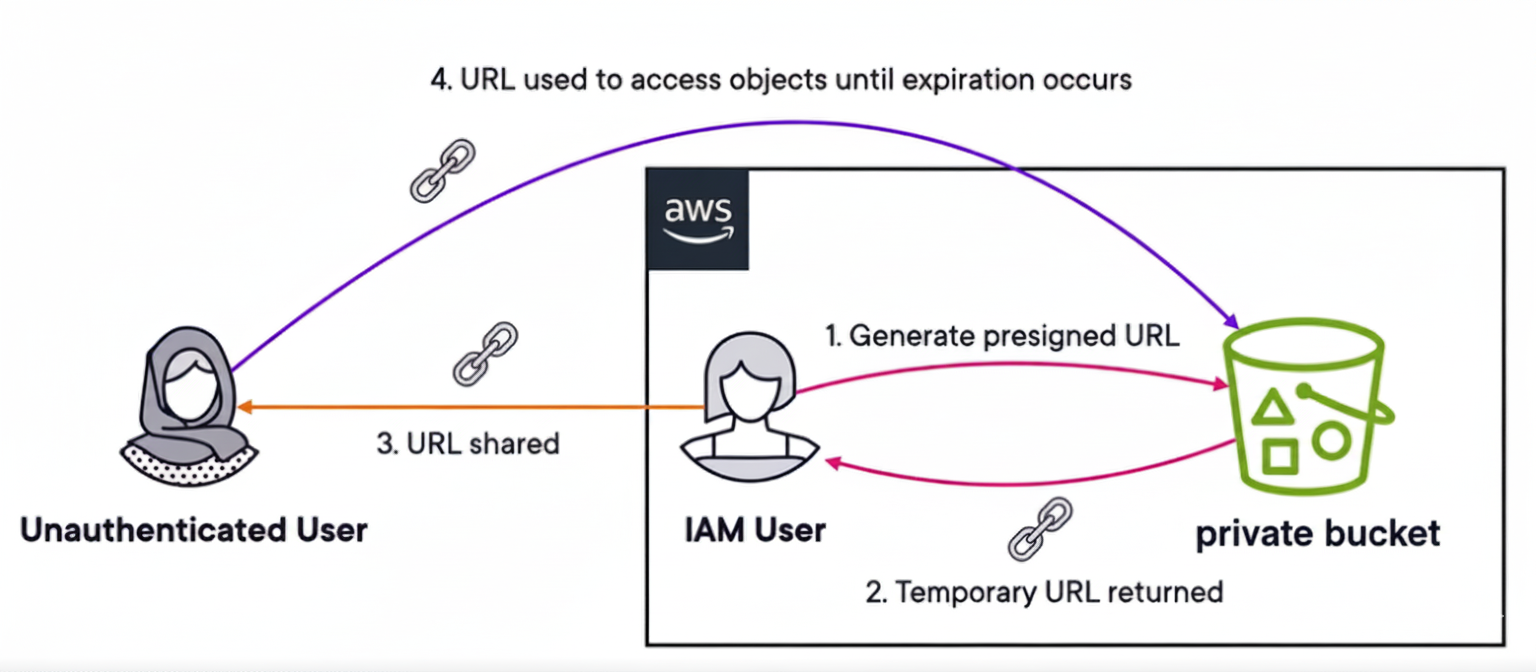 4. URL used to access objects until expiration occurs
aws
1. Generate presigned URL
3. URL shared
Unauthenticated User
IAM User
private bucket
2. Temporary URL returned